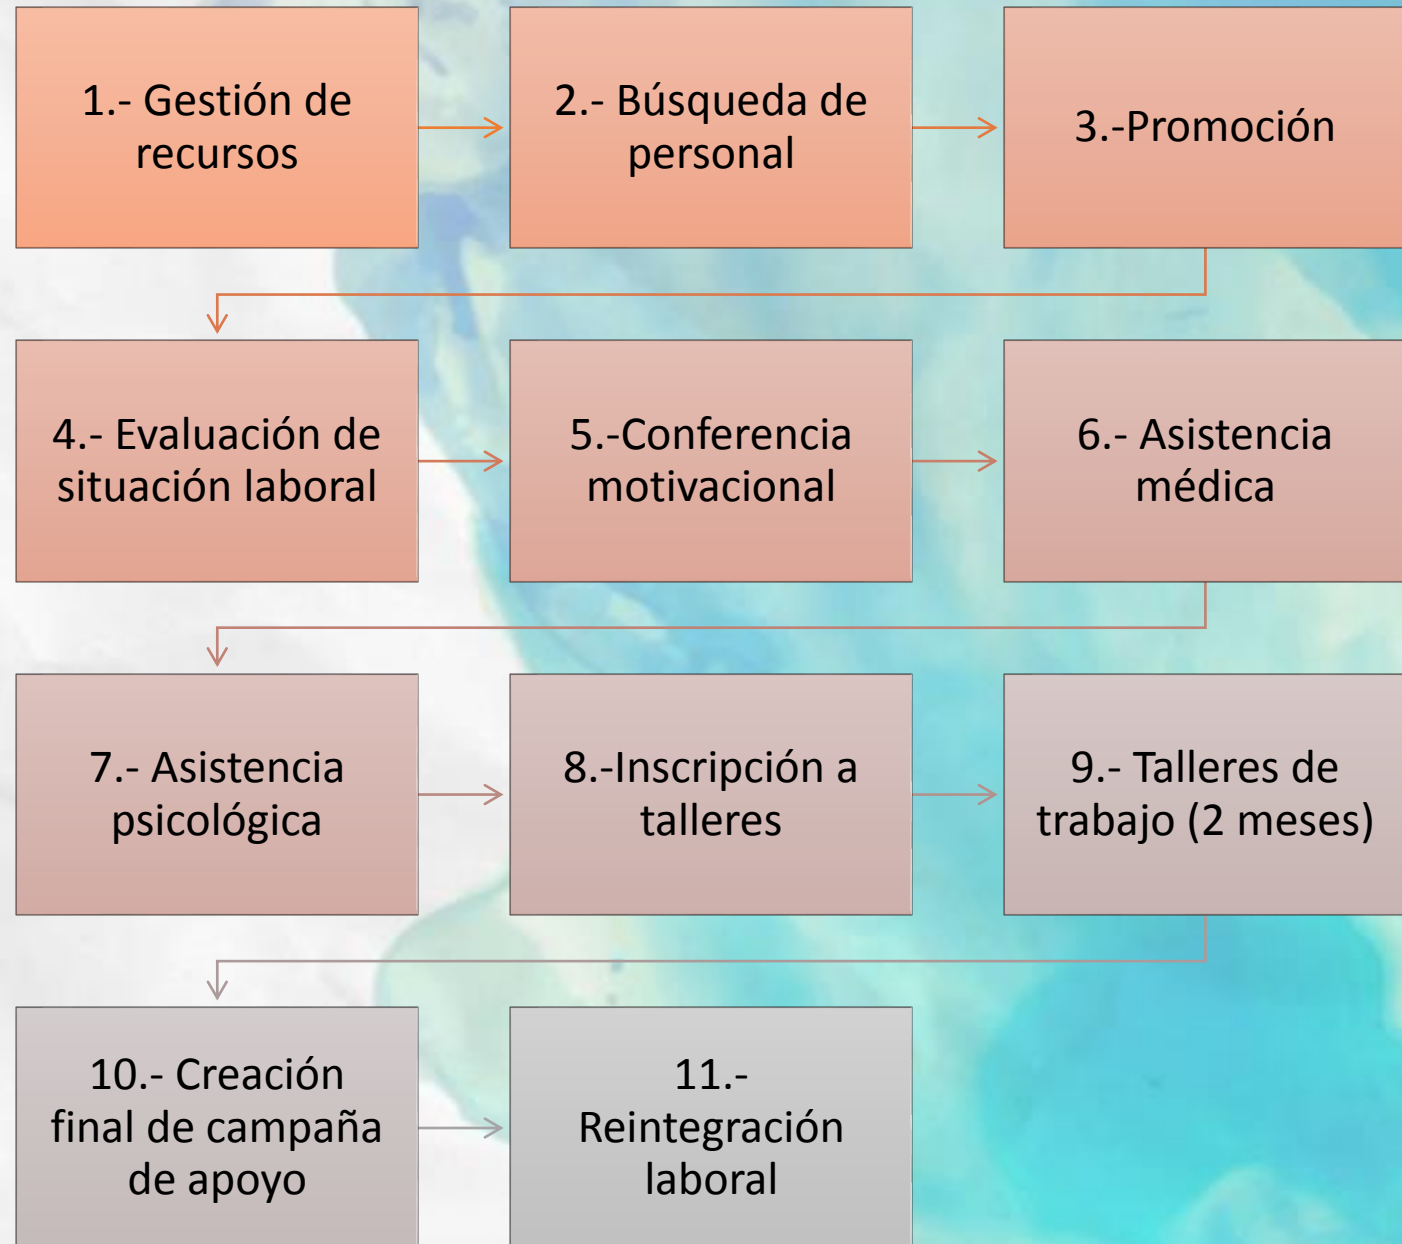 1.- Gestión de
recursos
2.- Búsqueda de
personal
3.-Promoción
4.- Evaluación de
situación laboral
5.-Conferencia
motivacional
6.- Asistencia
médica
7.- Asistencia
psicológica
8.-Inscripción a
talleres
9.- Talleres de
trabajo (2 meses)
10.- Creación
final de campaña
de apoyo
11.-
Reintegración
laboral